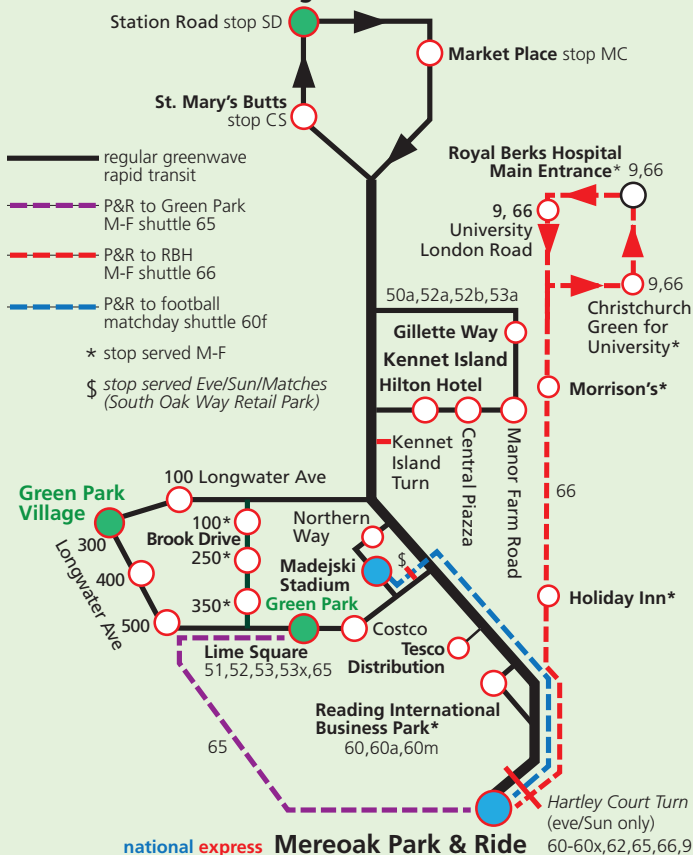 Station Road stop SD
Market Place stop MC
St. Mary's Butts
stop CS
regular greenwave
rapid transit
P&R to Green Park
M-F shuttle 65
P&R to RBH
M-F shuttle 66
P&R to football
matchday shuttle 60f
* stop served M-F
$ stop served Eve/Sun/Matches
(South Oak Way Retail Park)
Royal Berks Hospital
Main Entrance* 9,66
9, 66
University
London Road
9,66
Christchurch
Green for
University*
50a,52a,52b,53a
Gillette Way
Kennet Island
Hilton Hotel
Morrison's*
Kennet
Island
Turn
Central Piazza
Manor Farm Road
66
100 Longwater Ave
Green Park
Village
300
Longwater Ave
400
500
100*
Brook Drive
250*
350*
Northern
Way
Madejski
Stadium
$
Green Park
Holiday Inn*
Costco
Lime Square
51,52,53,53x,65
Tesco
Distribution
Reading International
Business Park*
60,60a,60m
65
Hartley Court Turn
(eve/Sun only)
national express Mereoak Park & Ride 60-60x,62,65,66,9